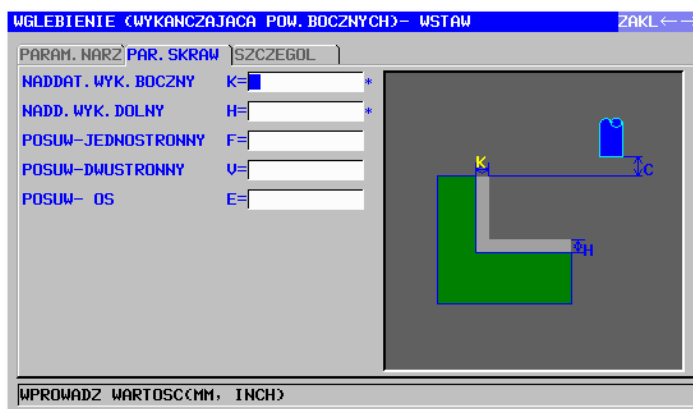 WGLEBIENIE (WYKANCZAJACA POW.BOCZNYCH)- WSTAW ZAKL←→
PARAM.NARZ PAR.SKRAW SZCZEGOL
NADDAT.WYK.BOCZNY K= *
NADD.WYK.DOLNY H= *
POSUW-JEDNOSTRONNY F=
POSUW-DWUSTRONNY V=
POSUW- OS E=
K
C
H
WPROWADZ WARTOSC(MM, INCH)